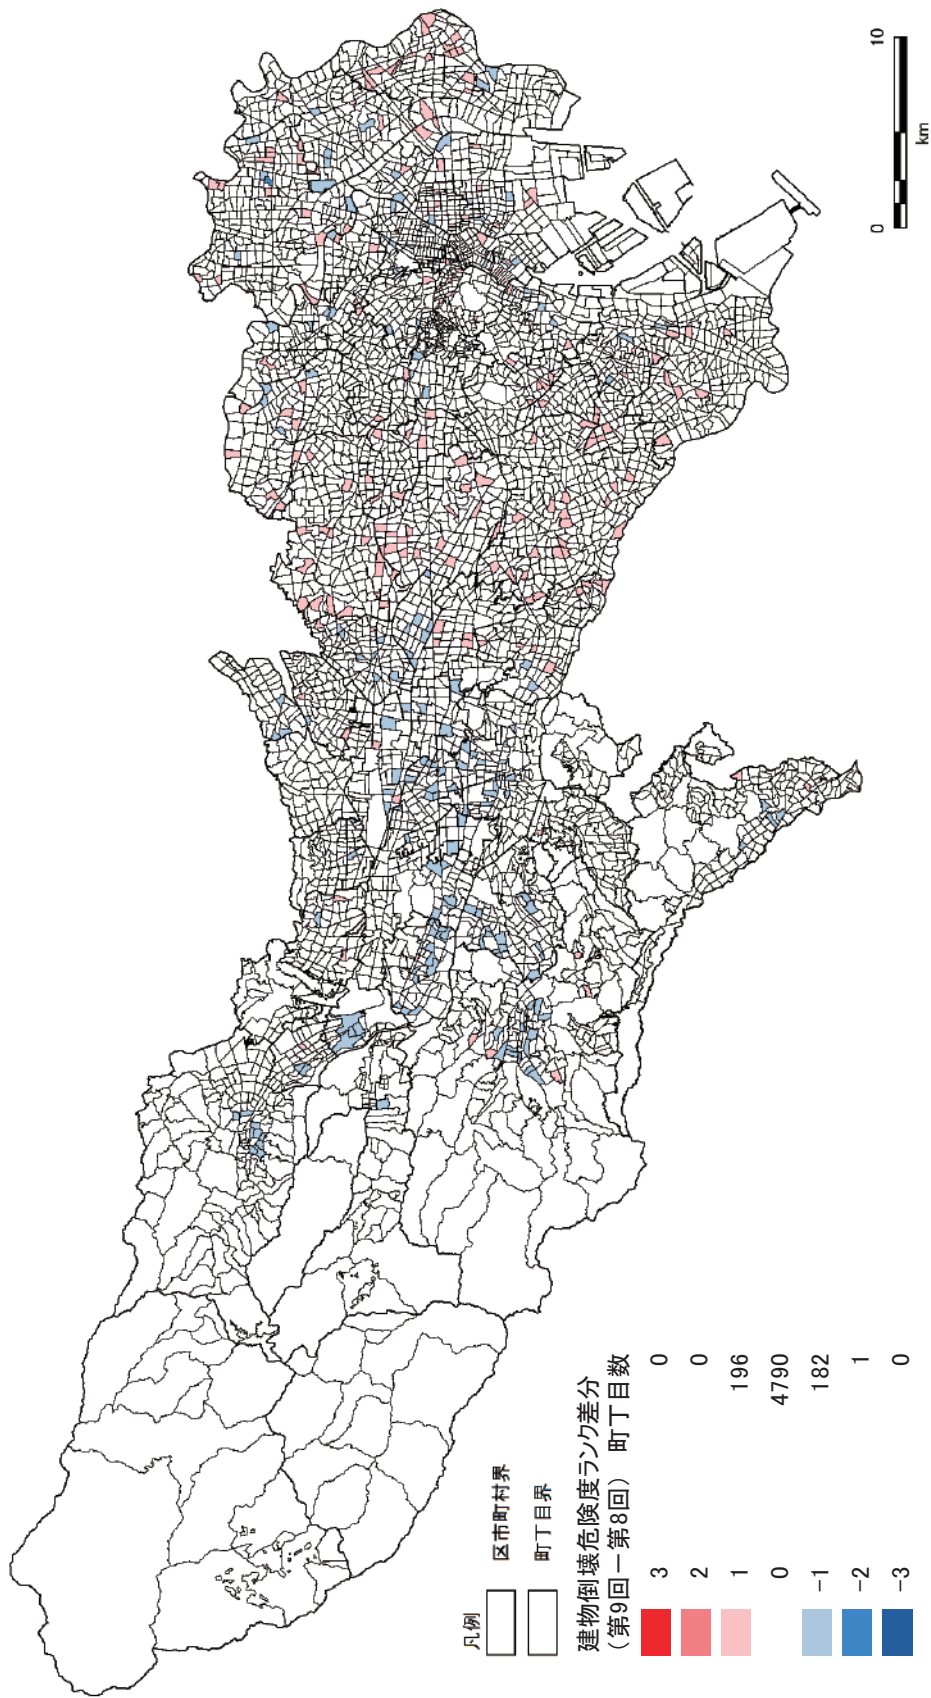 凡例
区市町村界
町丁目界
建物倒壊危険度ランク差分
（第9回－第8回） 町丁目数
3 0
2 0
1 196
0 4790
−1 182
−2 1
−3 0
0 10
km